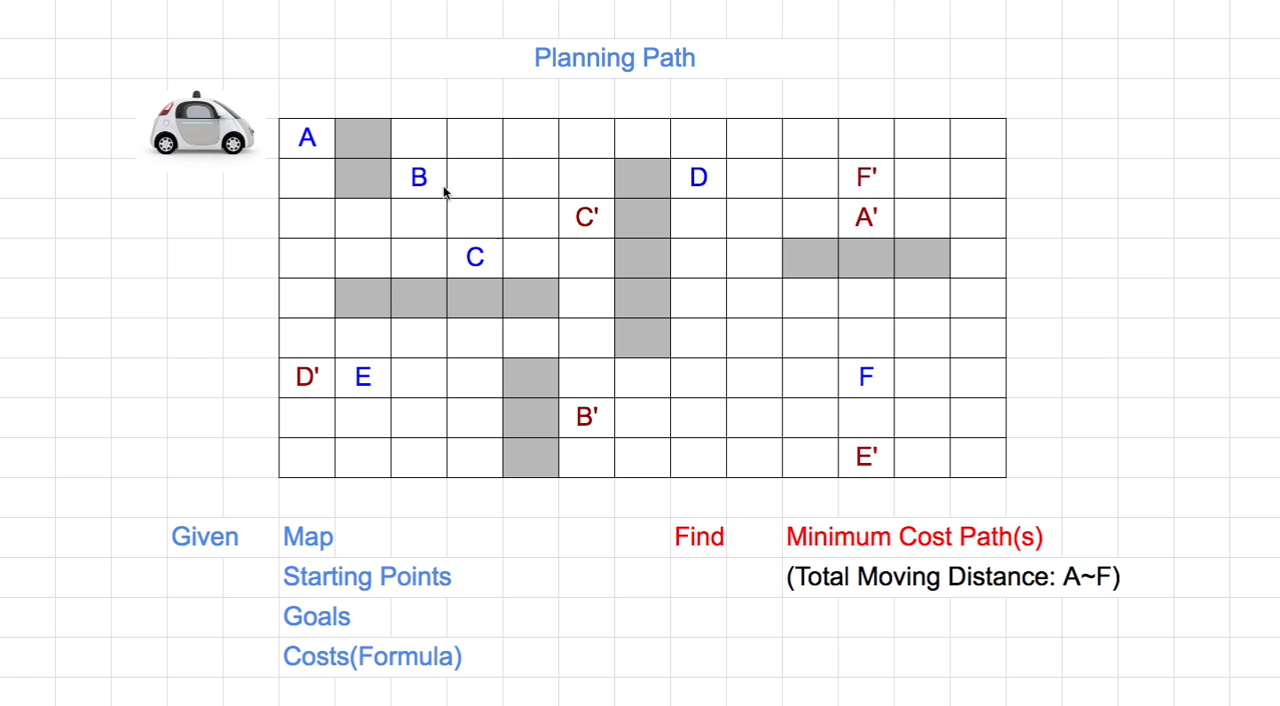 Planning Path
A
B D F'
C' A'
C
D' E F
B'
E'
Given Map Find Minimum Cost Path(s)
Starting Points (Total Moving Distance: A~F)
Goals
Costs(Formula)